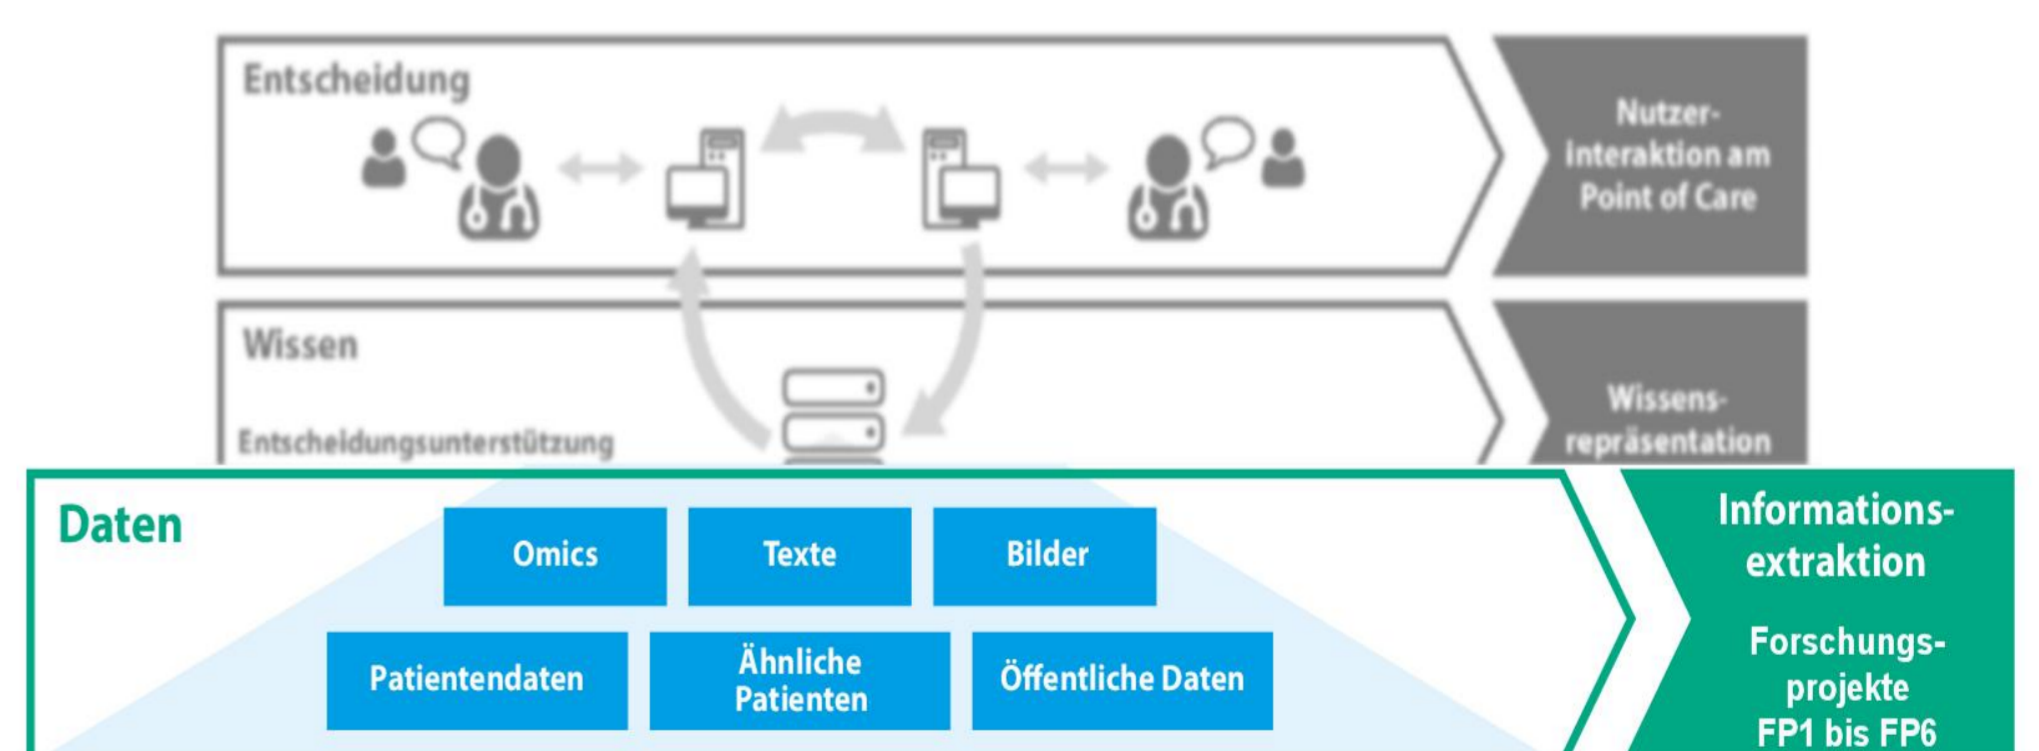 Entscheidung
Nutzer-
interaktion am
Point of Care
Wissen
Entscheidungsunterstützung
Wissens-
repräsentation
Daten
Omics
Texte
Bilder
Patientendaten
Ähnliche
Patienten
Öffentliche Daten
Informations-
extraktion
Forschungs-
projekte
FP1 bis FP6